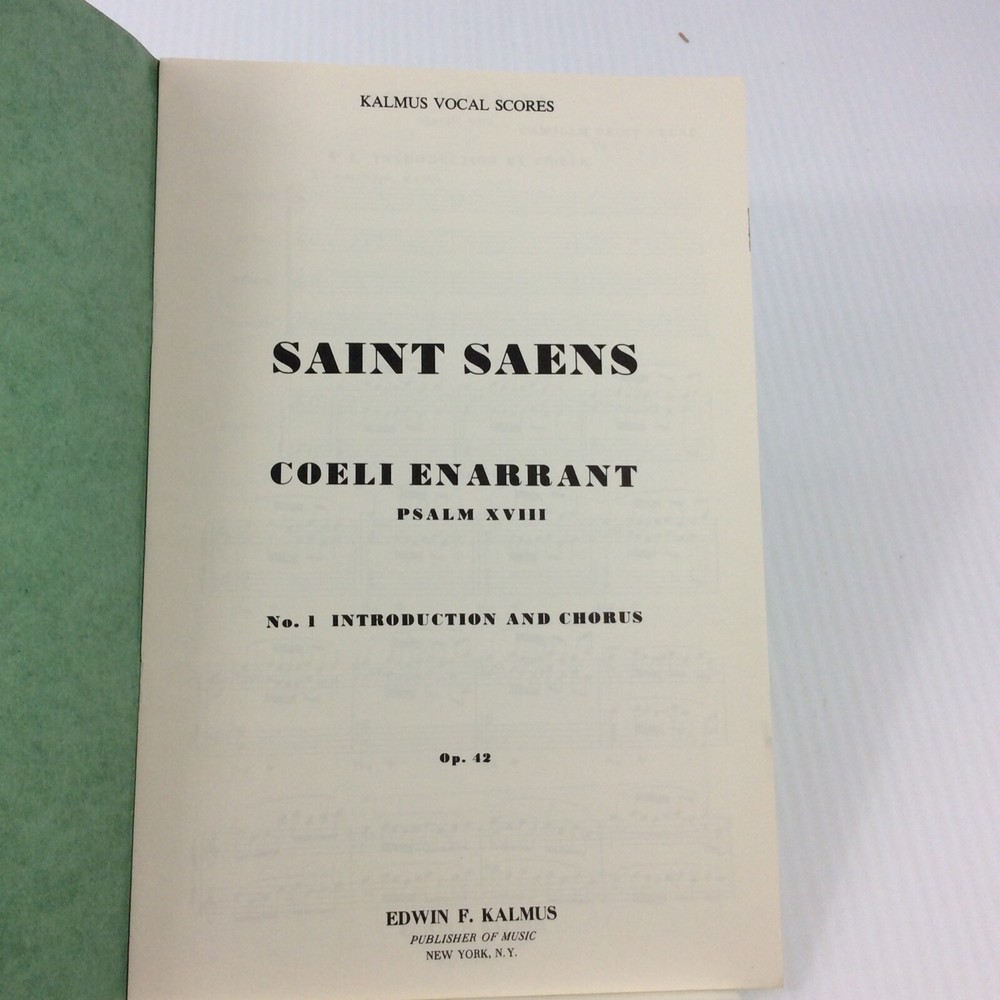 KALMUS VOCAL SCORES
SAINT SAENS
COELI ENARRANT
PSALM XVIII
No. 1 INTRODUCTION AND CHORUS
Op. 42
EDWIN F. KALMUS
PUBLISHER OF MUSIC
NEW YORK, N.Y.